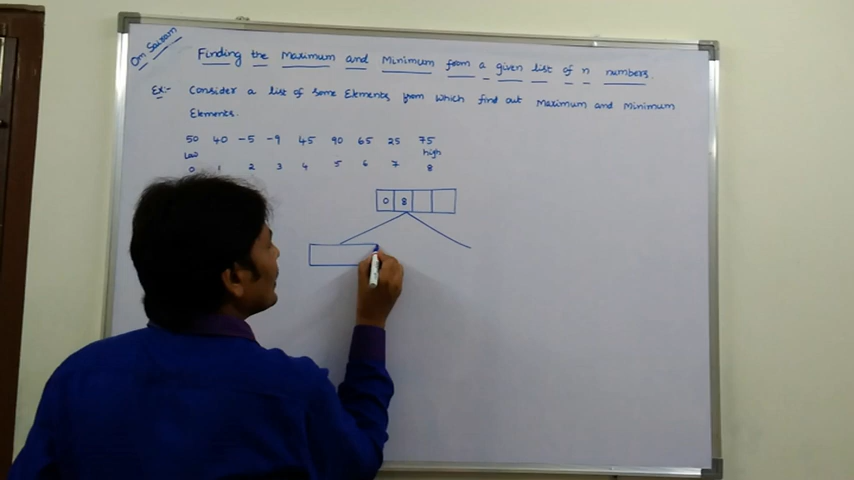 Om Sairam
Finding the Maximum and Minimum from a given list of n numbers.
Ex:- Consider a list of some Elements from which find out Maximum and Minimum
Elements.
50 40 -5 -9 45 90 65 25 75
Low high
0 1 2 3 4 5 6 7 8
0 8